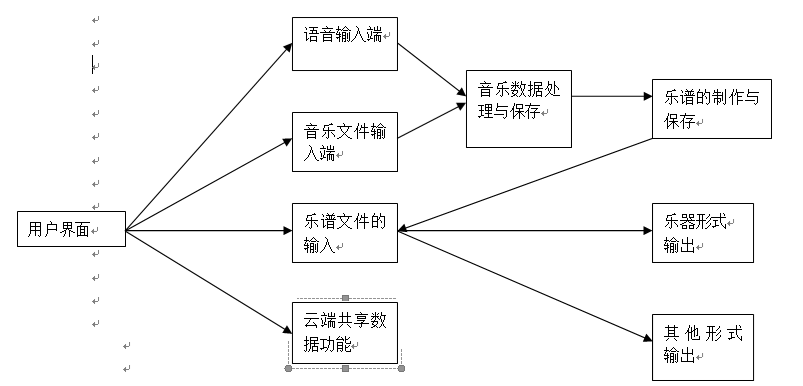 语音输入端
音乐数据处
理与保存
乐谱的制作与
保存
音乐文件输
入端
用户界面
乐谱文件的
输入
乐器形式
输出
云端共享数
据功能
其他形式
输出